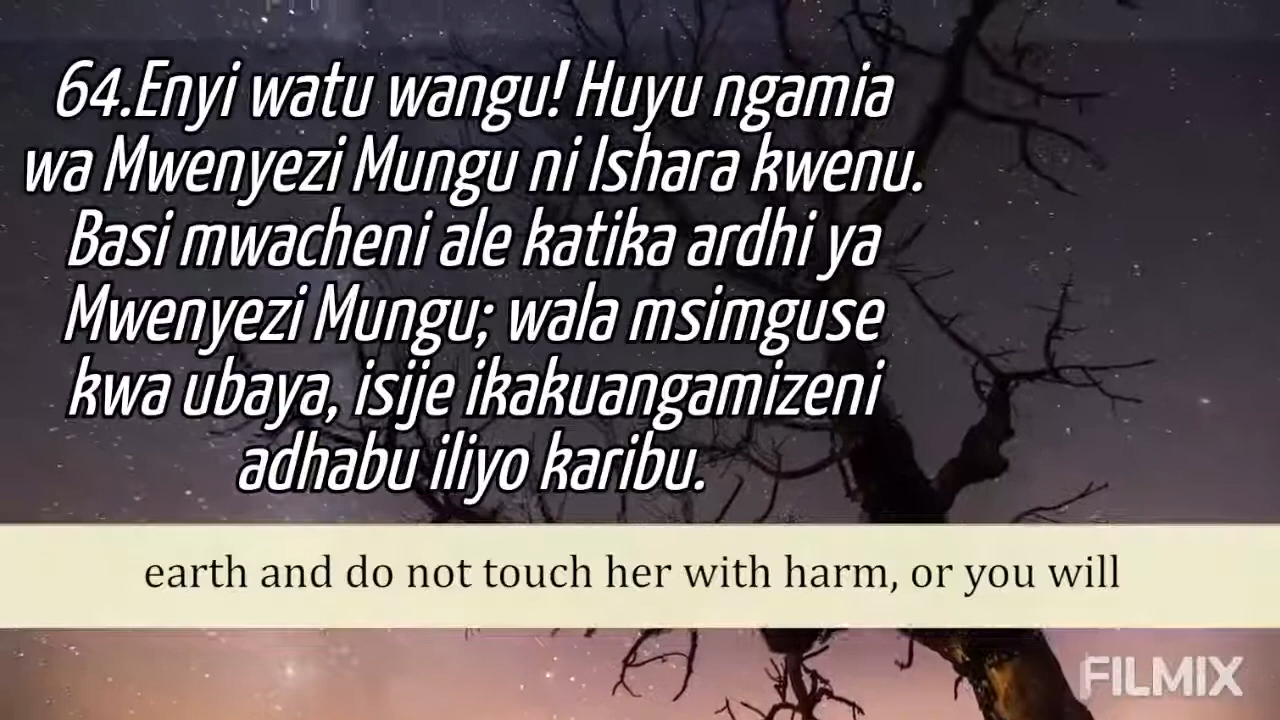 64.Enyi watu wangu! Huyu ngamia
wa Mwenyezi Mungu ni Ishara kwenu.
Basi mwacheni ale katika ardhi ya
Mwenyezi Mungu; wala msimguse
kwa ubaya, isije ikakuangamizeni
adhabu iliyo karibu.
earth and do not touch her with harm, or you will
FILMIX